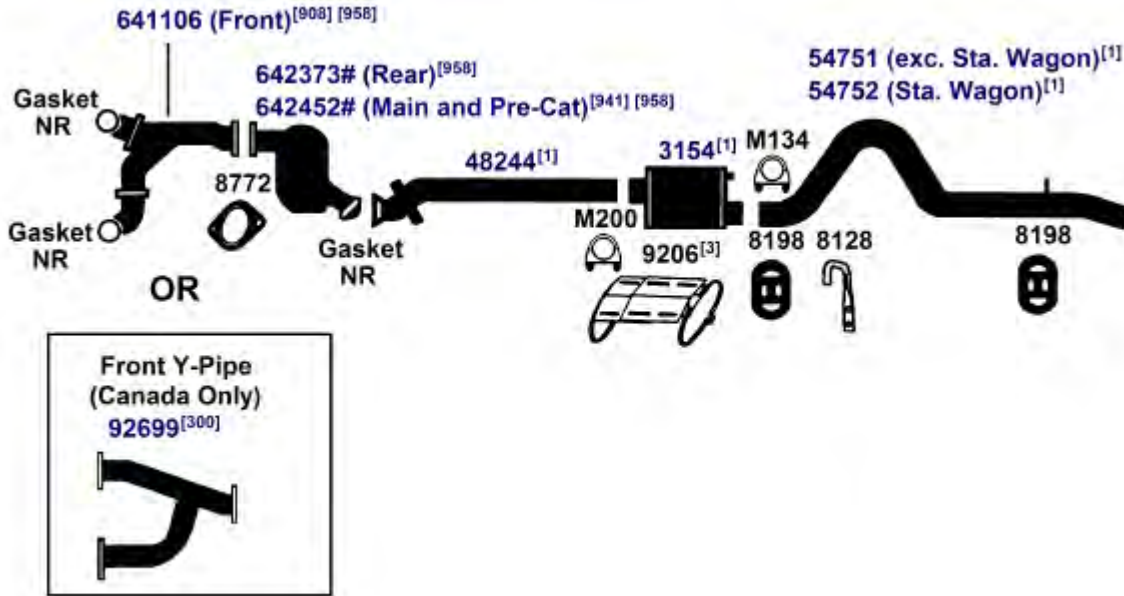 641106 (Front)[908] [958]
642373# (Rear)[958]
642452# (Main and Pre-Cat)[941] [958]
54751 (exc. Sta. Wagon)[1]
54752 (Sta. Wagon)[1]
Gasket
NR
48244[1]
3154[1]
M134
8772
Gasket
NR
Gasket
NR
M200
9206[3]
8198
8128
8198
OR
Front Y-Pipe
(Canada Only)
92699[300]